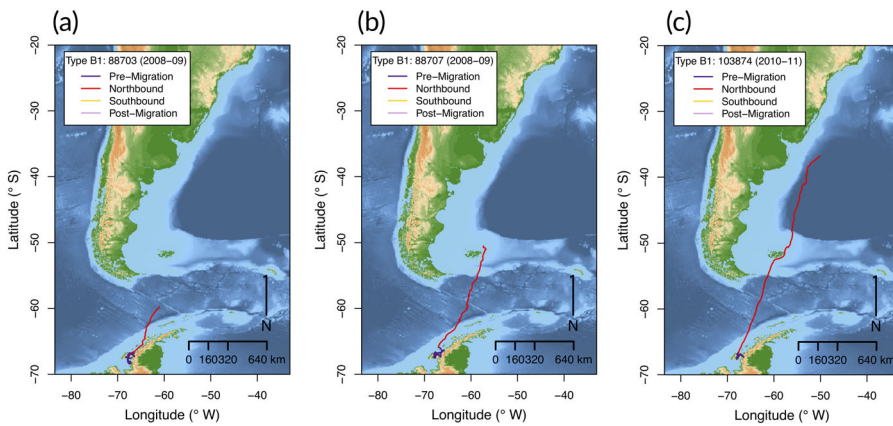 (a)
Type B1: 88703 (2008–09)
Pre–Migration
Northbound
Southbound
Post–Migration
−20
−30
−40
−50
−60
−70
Latitude (° S)
N
0 160320 640 km
−80 −70 −60 −50 −40
Longitude (° W)
(b)
Type B1: 88707 (2008–09)
Pre–Migration
Northbound
Southbound
Post–Migration
−20
−30
−40
−50
−60
−70
Latitude (° S)
N
0 160320 640 km
−80 −70 −60 −50 −40
Longitude (° W)
(c)
Type B1: 103874 (2010–11)
Pre–Migration
Northbound
Southbound
Post–Migration
−20
−30
−40
−50
−60
−70
Latitude (° S)
N
0 160320 640 km
−80 −70 −60 −50 −40
Longitude (° W)